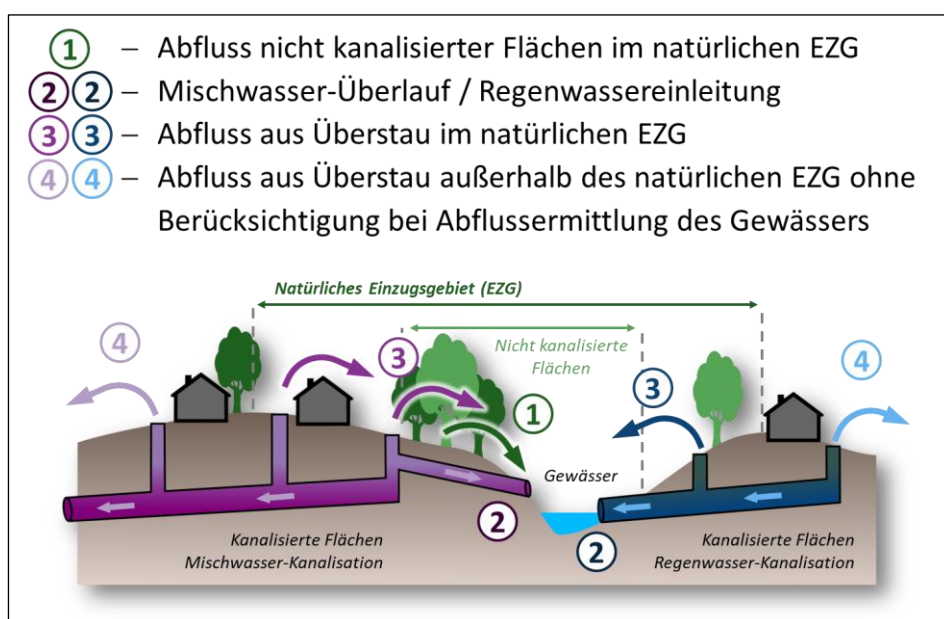 1 – Abfluss nicht kanalisierter Flächen im natürlichen EZG
2 2 – Mischwasser-Überlauf / Regenwassereinleitung
3 3 – Abfluss aus Überstau im natürlichen EZG
4 4 – Abfluss aus Überstau außerhalb des natürlichen EZG ohne
Berücksichtigung bei Abflussermittlung des Gewässers
Natürliches Einzugsgebiet (EZG)
4
3
Nicht kanalisierte
Flächen
4
3
1
Gewässer
2
2
Kanalisierte Flächen
Mischwasser-Kanalisation
Kanalisierte Flächen
Regenwasser-Kanalisation